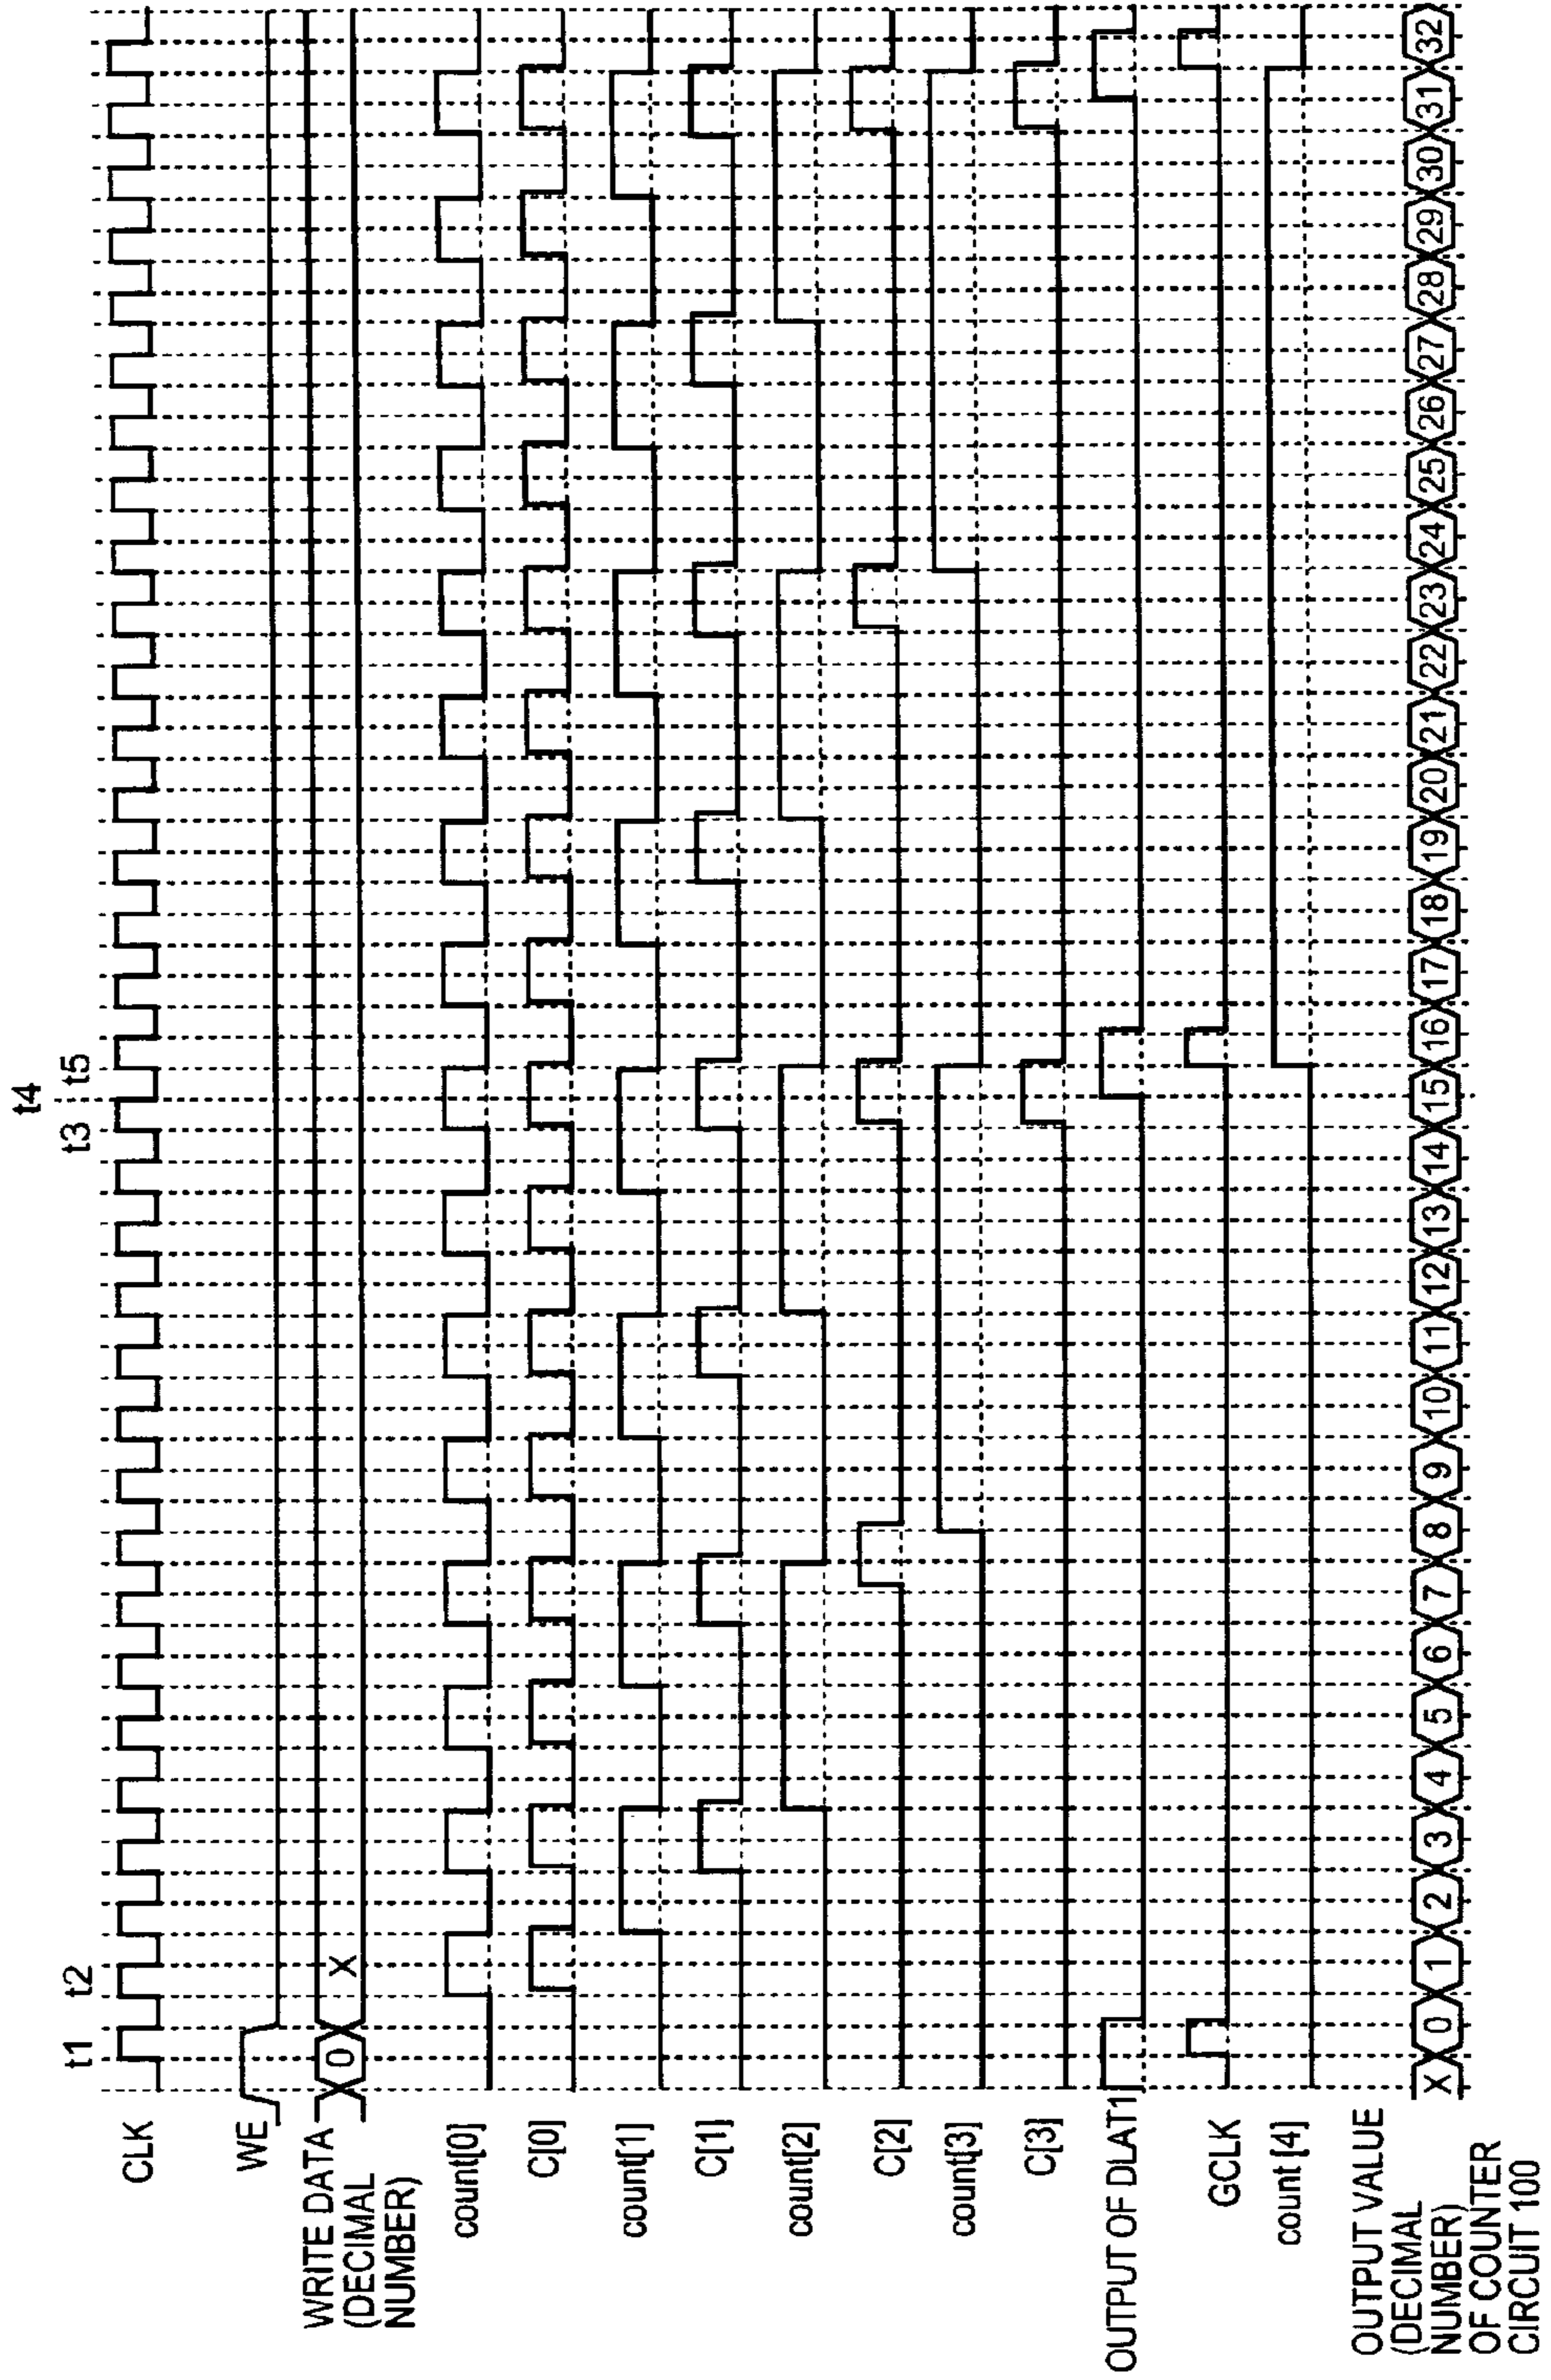 t4
t1 t2 t3 t5
CLK
WE
WRITE DATA
(DECIMAL
NUMBER)
0 X
count[0]
C[0]
count[1]
C[1]
count[2]
C[2]
count[3]
C[3]
OUTPUT OF DLAT1
GCLK
count [4]
OUTPUT VALUE
(DECIMAL
NUMBER)
OF COUNTER
CIRCUIT 100
X 0 1 2 3 4 5 6 7 8 9 10 11 12 13 14 15 16 17 18 19 20 21 22 23 24 25 26 27 28 29 30 31 32